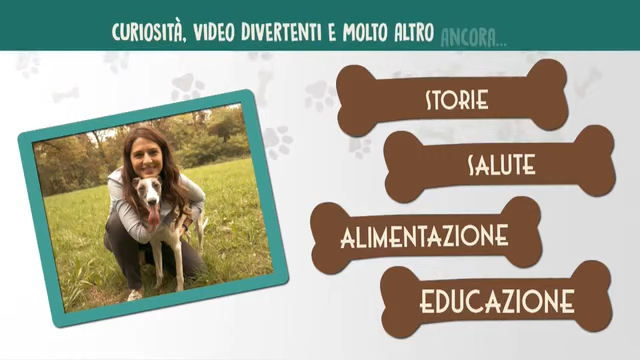 CURIOSITÀ, VIDEO DIVERTENTI E MOLTO ALTRO ANCORA...
STORIE
SALUTE
ALIMENTAZIONE
EDUCAZIONE